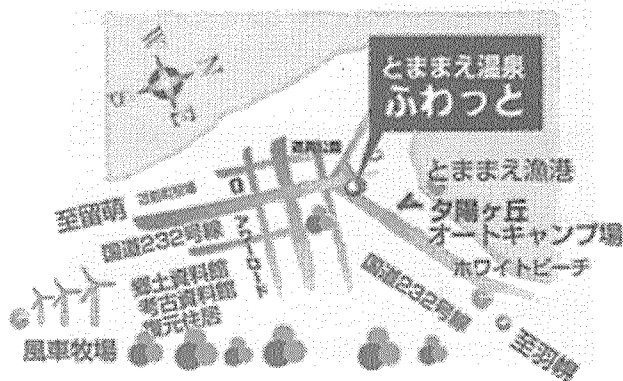 とままえ温泉
ふわっと
道
とままえ漁港
夕陽ヶ丘
オートキャンプ場
ホワイトビーチ
至留萌
国道232号線
郷土資料館
考古資料館
復元住居
風車牧場
国道232号線
至羽幌